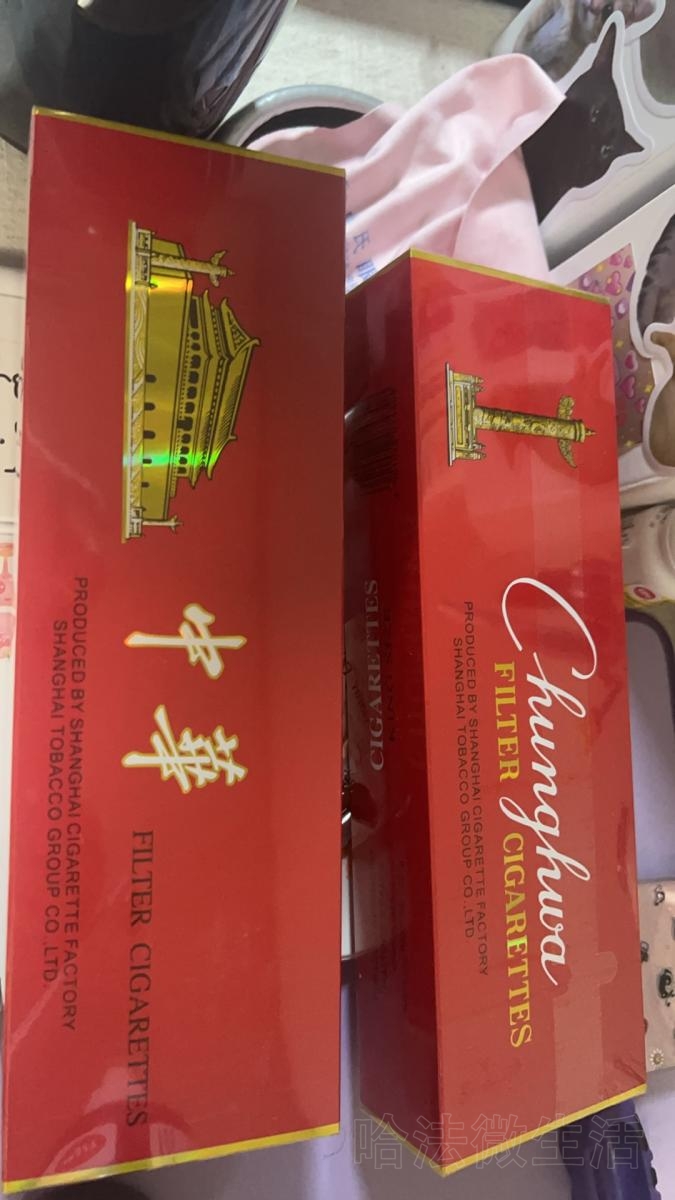 中華
FILTER CIGARETTES
PRODUCED BY SHANGHAI CIGARETTE FACTORY
SHANGHAI TOBACCO GROUP CO.,LTD.
Chunghwa
FILTER CIGARETTES
PRODUCED BY SHANGHAI CIGARETTE FACTORY
SHANGHAI TOBACCO GROUP CO.,LTD
CIGARETTES
哈法微生活